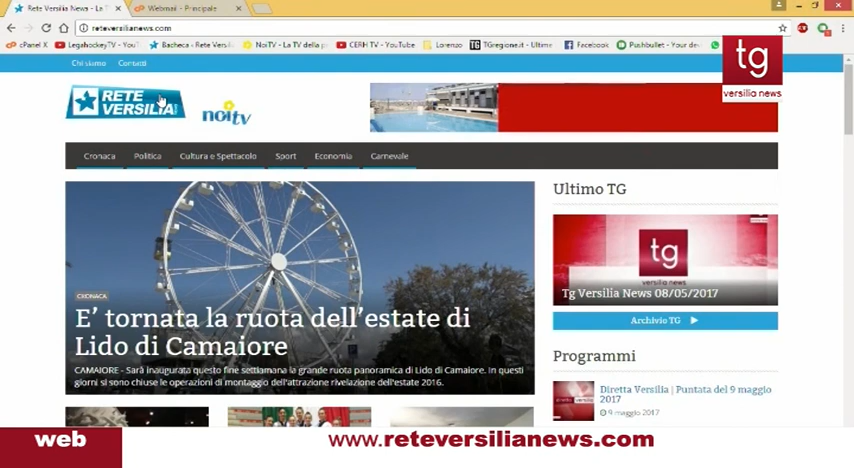 Rete Versilia News - La T
Webmail - Principale
reteversilianews.com
cPanel X
LegahockeyTV - YouT
Bacheca ‹ Rete Versili
NoiTV - La TV della p
CERH TV - YouTube
Lorenzo
TGregione.it - Ultime
Facebook
Pushbullet - Your dev
tg
versilia news
Chi siamo
Contatti
RETE
VERSILIA
noitv
Cronaca
Politica
Cultura e Spettacolo
Sport
Economia
Carnevale
Ultimo TG
tg
versilia news
Tg Versilia News 08/05/2017
Archivio TG
CRONACA
E' tornata la ruota dell'estate di
Lido di Camaiore
CAMAIORE - Sarà inaugurata questo fine settimana la grande ruota panoramica di Lido di Camaiore. In questi
giorni si sono chiuse le operazioni di montaggio dell'attrazione rivelazione dell'estate 2016.
Programmi
Diretta Versilia | Puntata del 9 maggio
2017
9 maggio 2017
web
www.reteversilianews.com